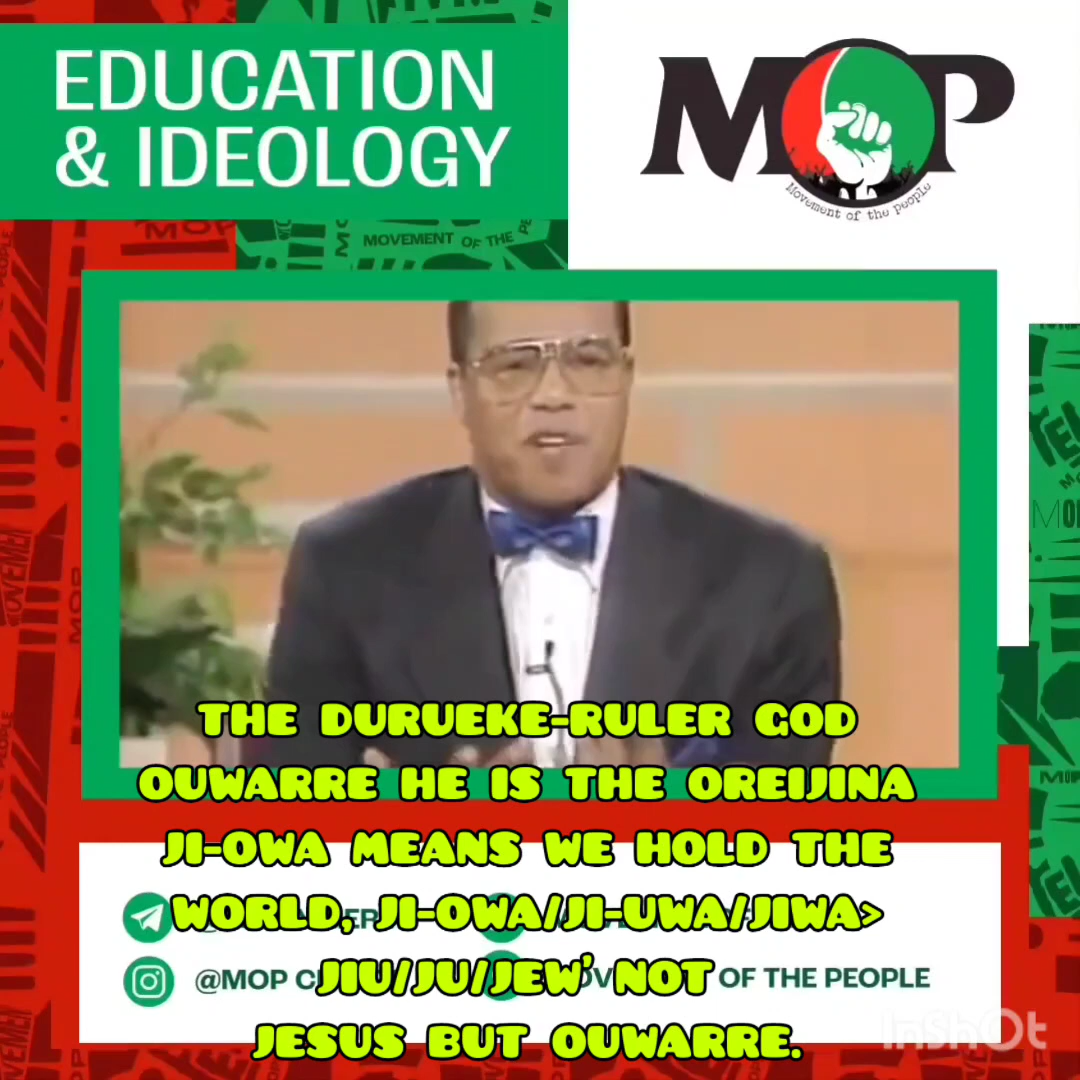 EDUCATION
& IDEOLOGY
MOP
Movement of the people
MOP
MOVEMENT OF THE
THE DURUEKE-RULER GOD
OUWARRE HE IS THE OREIJINA
JI-OWA MEANS WE HOLD THE
WORLD, JI-OWA/JI-UWA/JIWA>
JIU/JU/JEW' NOT
JESUS BUT OUWARRE.
@MOP
OF THE PEOPLE
InShOt